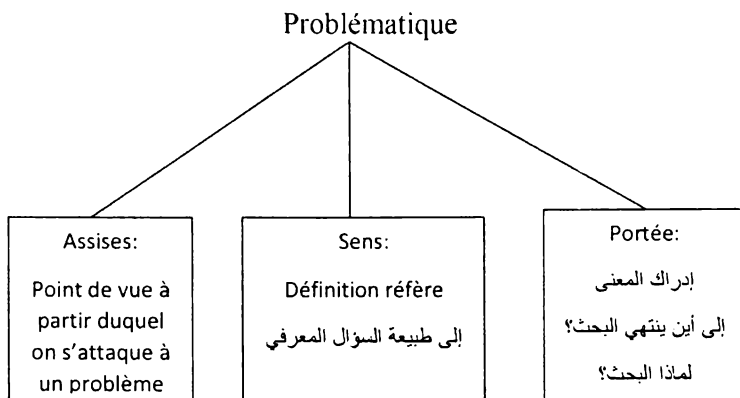 Problématique
Assises:
Point de vue à
partir duquel
on s'attaque à
un problème
Sens:
Définition réfère
إلى طبيعة السؤال المعرفي
Portée:
إدراك المعنى
إلى أين ينتهي البحث؟
لماذا البحث؟